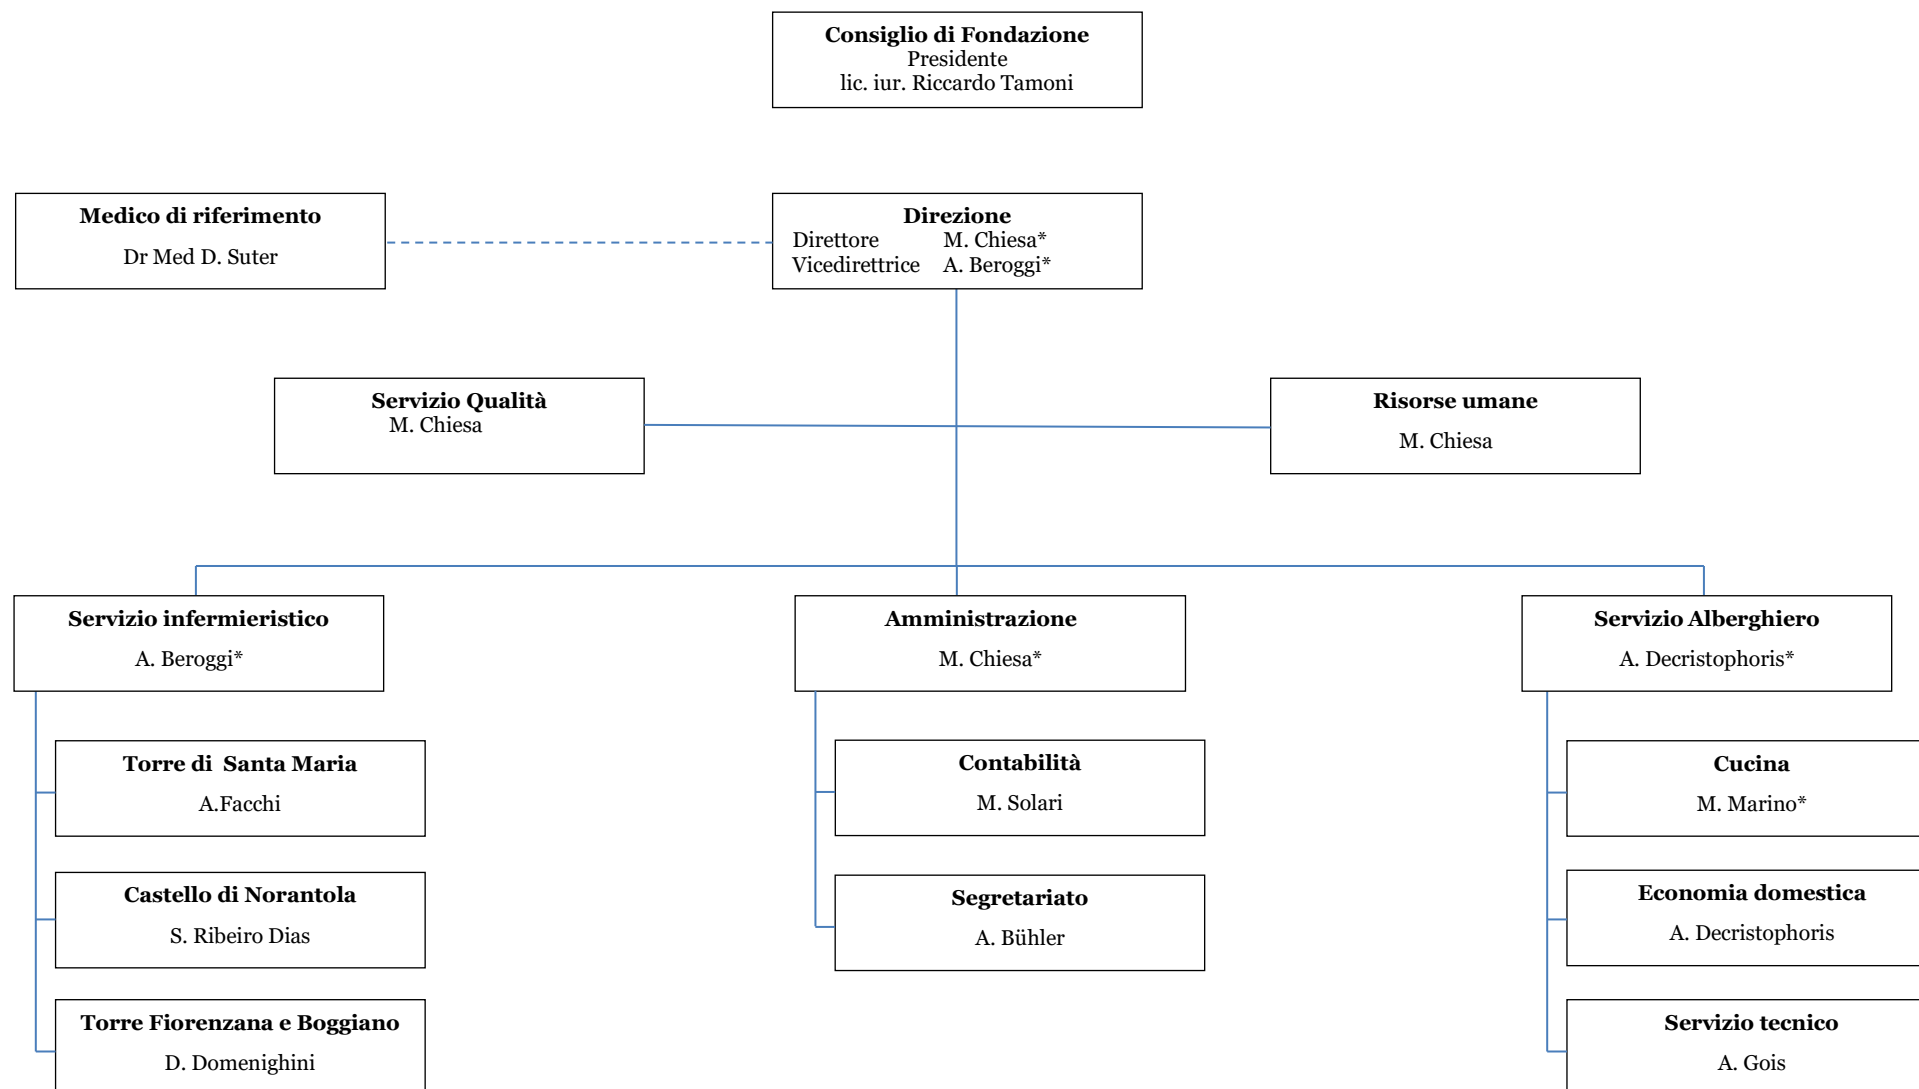 Consiglio di Fondazione
Presidente
lic. iur. Riccardo Tamoni
Medico di riferimento
Dr Med D. Suter
Direzione
Direttore M. Chiesa*
Vicedirettrice A. Beroggi*
Servizio Qualità
M. Chiesa
Risorse umane
M. Chiesa
Servizio infermieristico
A. Beroggi*
Amministrazione
M. Chiesa*
Servizio Alberghiero
A. Decristophoris*
Torre di Santa Maria
A.Facchi
Contabilità
M. Solari
Cucina
M. Marino*
Castello di Norantola
S. Ribeiro Dias
Segretariato
A. Bühler
Economia domestica
A. Decristophoris
Torre Fiorenzana e Boggiano
D. Domenighini
Servizio tecnico
A. Gois